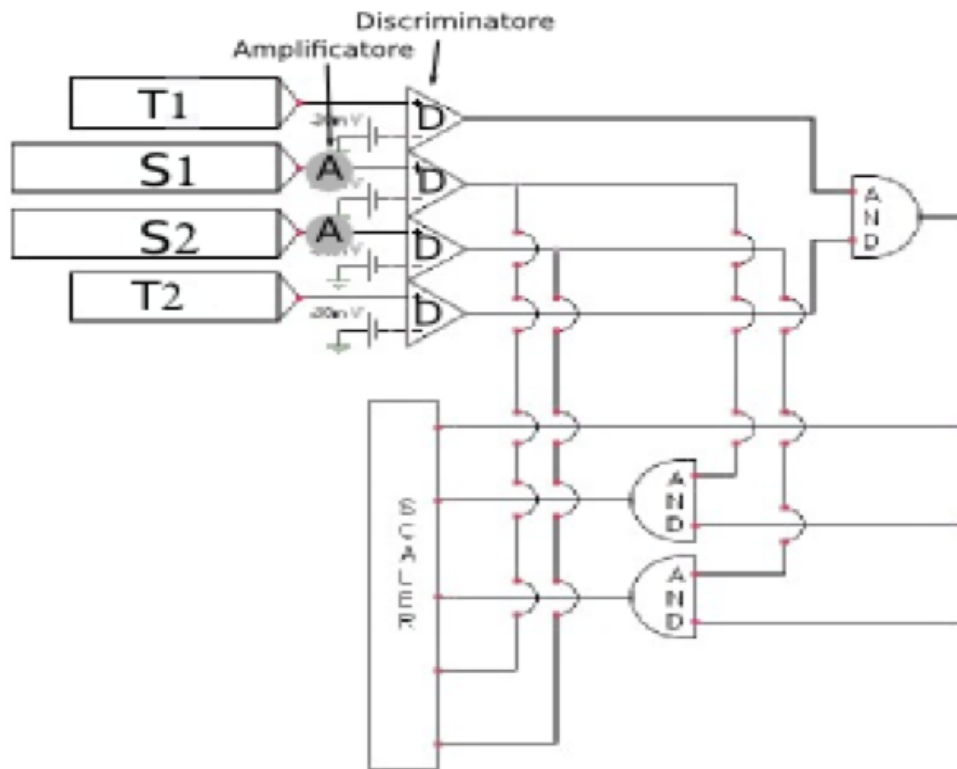 Discriminatore
Amplificatore
T1
D
S1
A
D
S2
A
D
T2
D
AND
AND
AND
SCALER